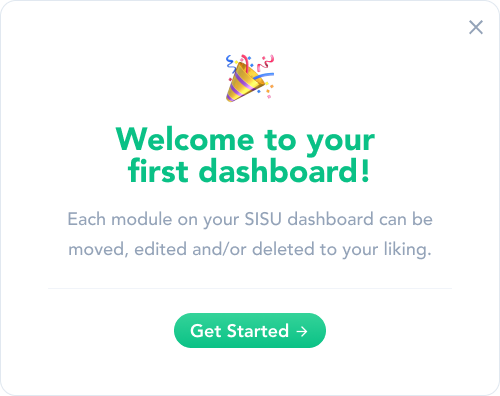 Welcome to your
first dashboard!
Each module on your SISU dashboard can be
moved, edited and/or deleted to your liking.
Get Started →